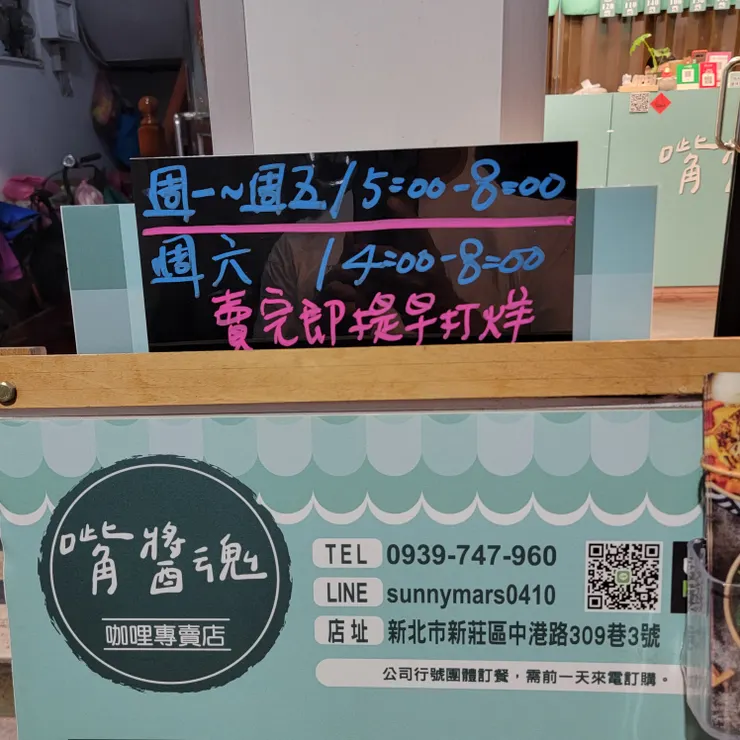 週一~週五/5:00-8:00
週六 /4:00-8:00
賣完即提早打烊
嘴醬魂
咖哩專賣店
TEL 0939-747-960
LINE sunnymars0410
店址 新北市新莊區中港路309巷3號
公司行號團體訂餐，需前一天來電訂購。
嘴